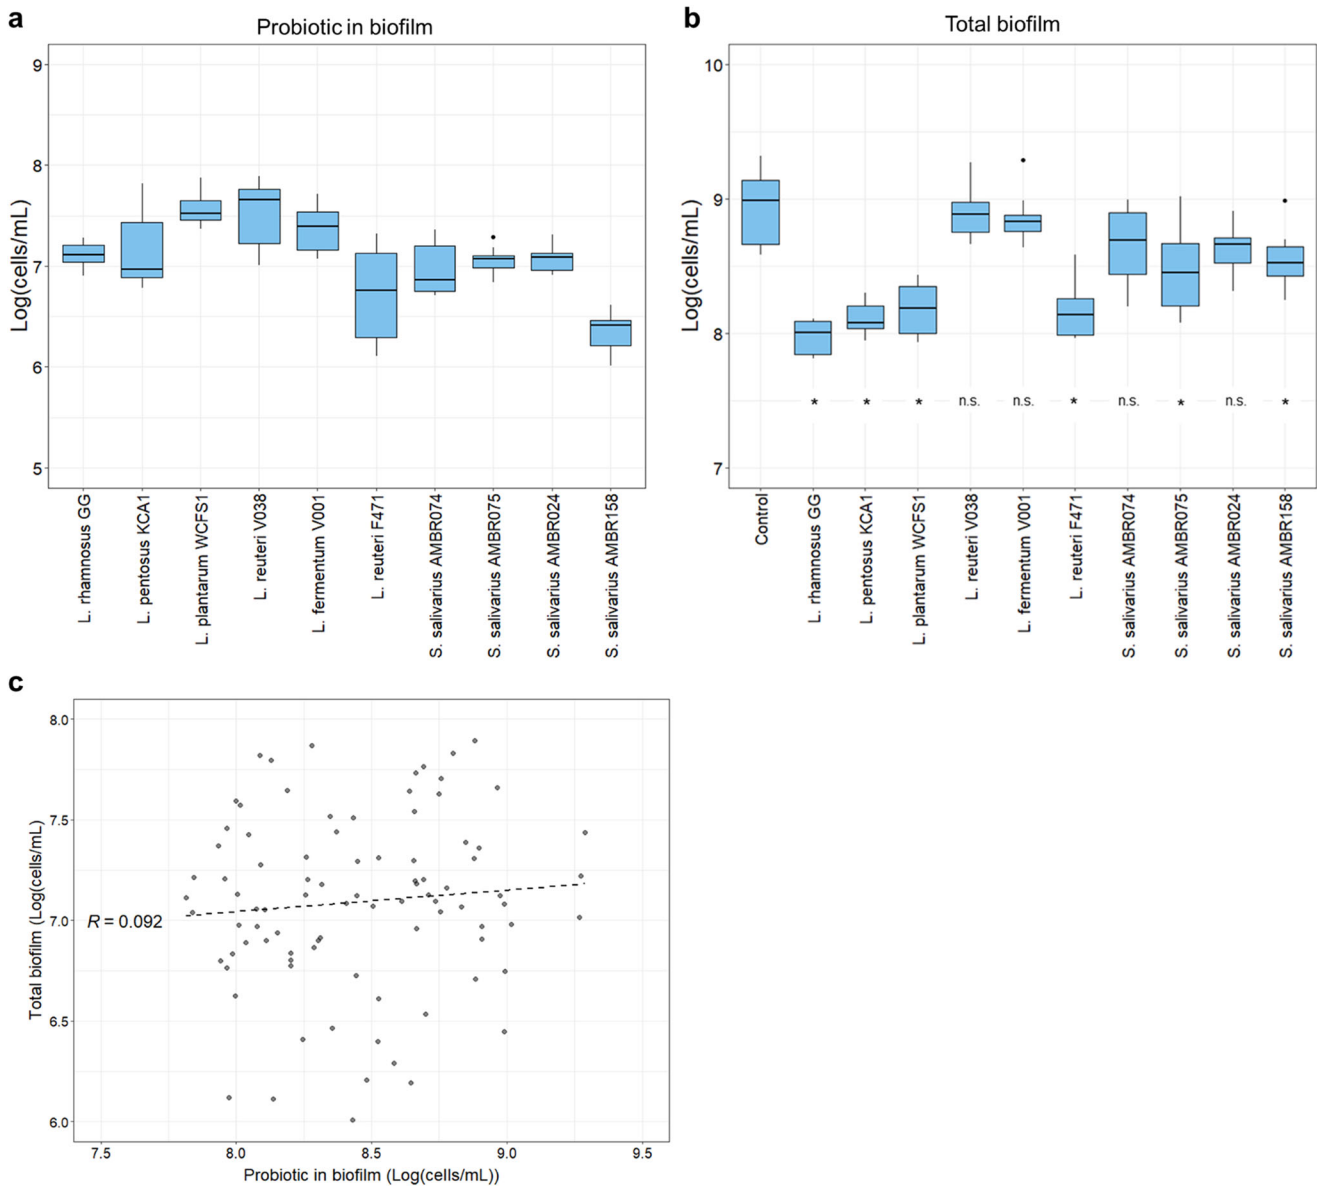 a
Probiotic in biofilm
Log(cells/mL)
9
8
7
6
5
L. rhamnosus GG
L. pentosus KCA1
L. plantarum WCFS1
L. reuteri V038
L. fermentum V001
L. reuteri F471
S. salivarius AMBR074
S. salivarius AMBR075
S. salivarius AMBR024
S. salivarius AMBR158
b
Total biofilm
Log(cells/mL)
10
9
8
7
* * * n.s. n.s. * n.s. * n.s. *
Control
L. rhamnosus GG
L. pentosus KCA1
L. plantarum WCFS1
L. reuteri V038
L. fermentum V001
L. reuteri F471
S. salivarius AMBR074
S. salivarius AMBR075
S. salivarius AMBR024
S. salivarius AMBR158
c
Total biofilm (Log(cells/mL))
8.0
7.5
7.0
6.5
6.0
R = 0.092
7.5 8.0 8.5 9.0 9.5
Probiotic in biofilm (Log(cells/mL))